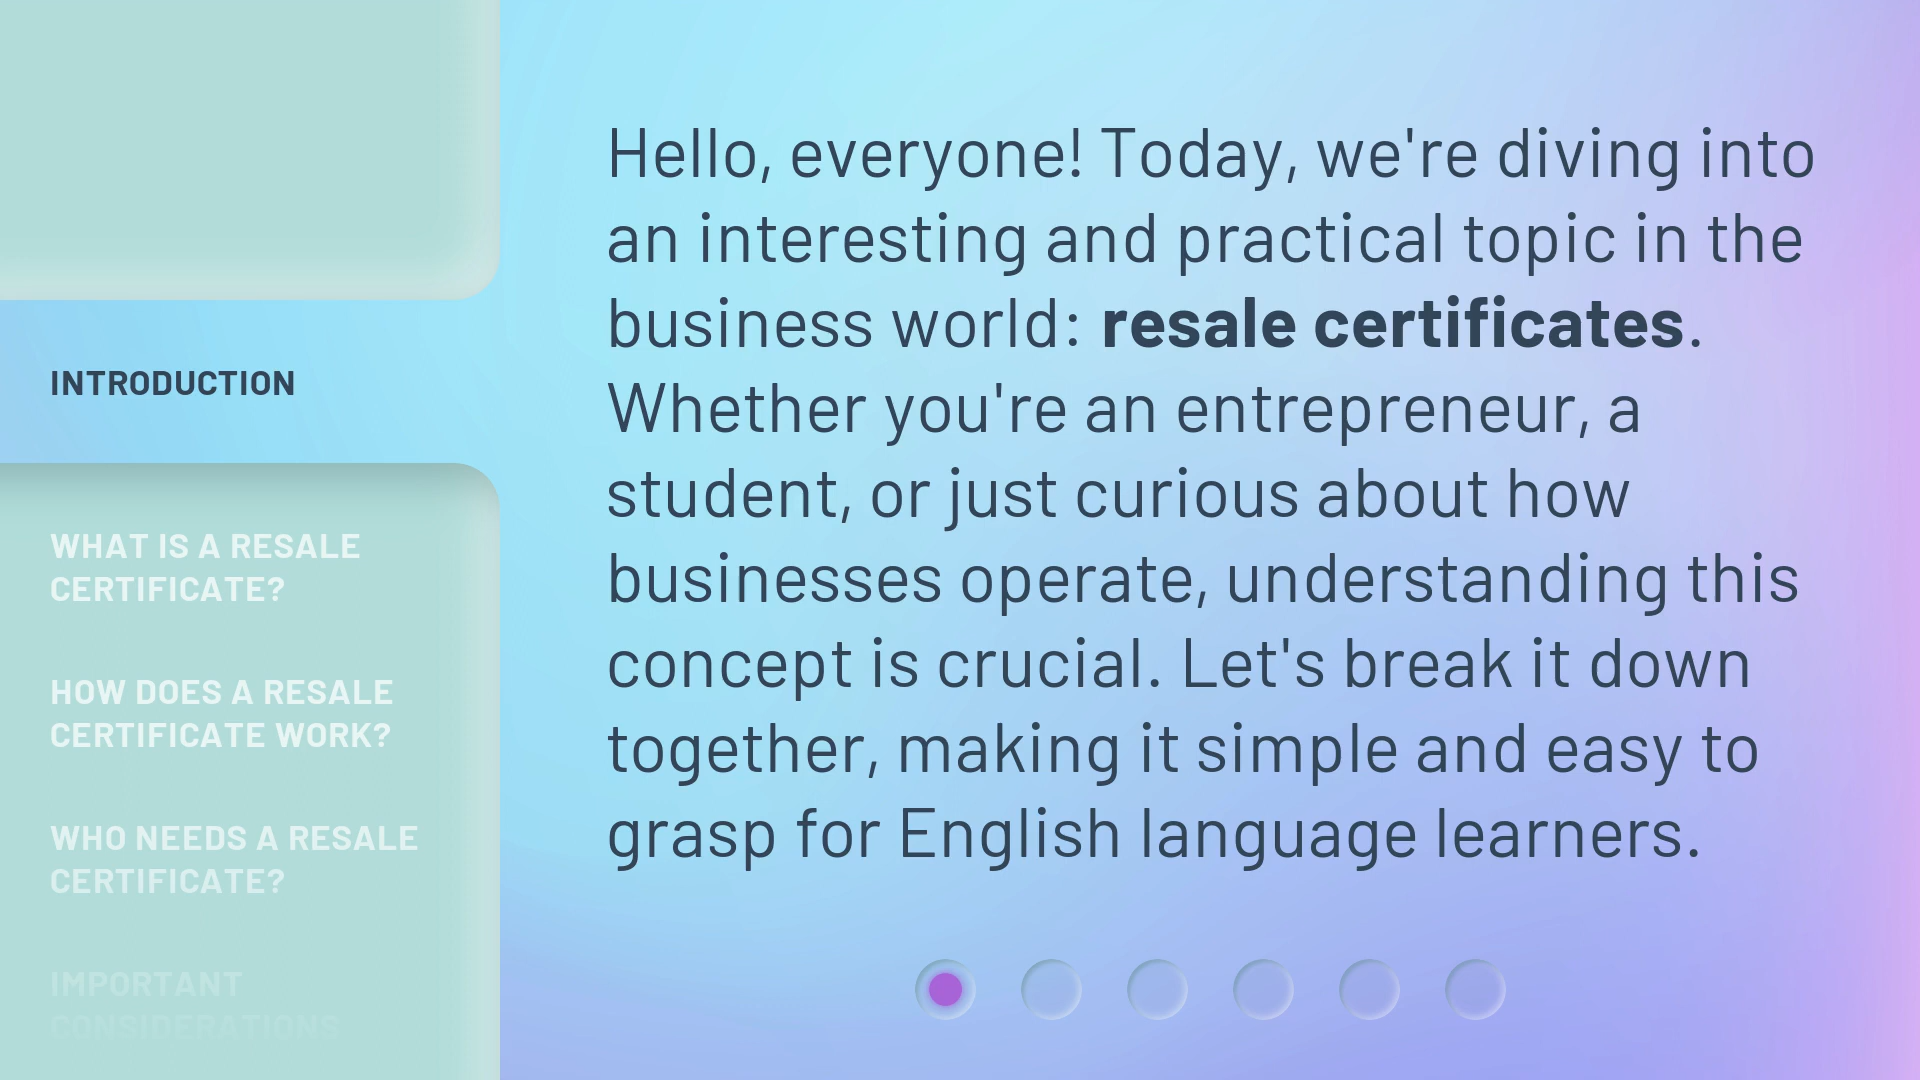 INTRODUCTION
WHAT IS A RESALE
CERTIFICATE?
HOW DOES A RESALE
CERTIFICATE WORK?
WHO NEEDS A RESALE
CERTIFICATE?
IMPORTANT
CONSIDERATIONS
Hello, everyone! Today, we're diving into
an interesting and practical topic in the
business world: resale certificates.
Whether you're an entrepreneur, a
student, or just curious about how
businesses operate, understanding this
concept is crucial. Let's break it down
together, making it simple and easy to
grasp for English language learners.